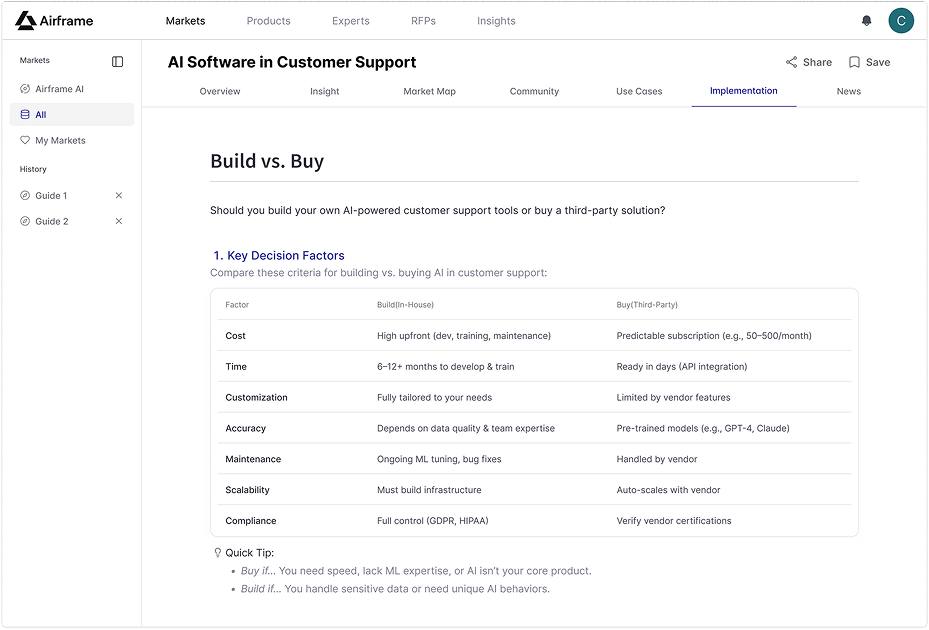 Airframe
Markets Products Experts RFPs Insights
C
Markets
Airframe AI
All
My Markets
History
Guide 1
Guide 2
AI Software in Customer Support
Share Save
Overview Insight Market Map Community Use Cases Implementation News
Build vs. Buy
Should you build your own AI-powered customer support tools or buy a third-party solution?
1. Key Decision Factors
Compare these criteria for building vs. buying AI in customer support:
Factor Build(In-House) Buy(Third-Party)
Cost High upfront (dev, training, maintenance) Predictable subscription (e.g., 50–500/month)
Time 6–12+ months to develop & train Ready in days (API integration)
Customization Fully tailored to your needs Limited by vendor features
Accuracy Depends on data quality & team expertise Pre-trained models (e.g., GPT-4, Claude)
Maintenance Ongoing ML tuning, bug fixes Handled by vendor
Scalability Must build infrastructure Auto-scales with vendor
Compliance Full control (GDPR, HIPAA) Verify vendor certifications
Quick Tip:
• Buy if... You need speed, lack ML expertise, or AI isn't your core product.
• Build if... You handle sensitive data or need unique AI behaviors.